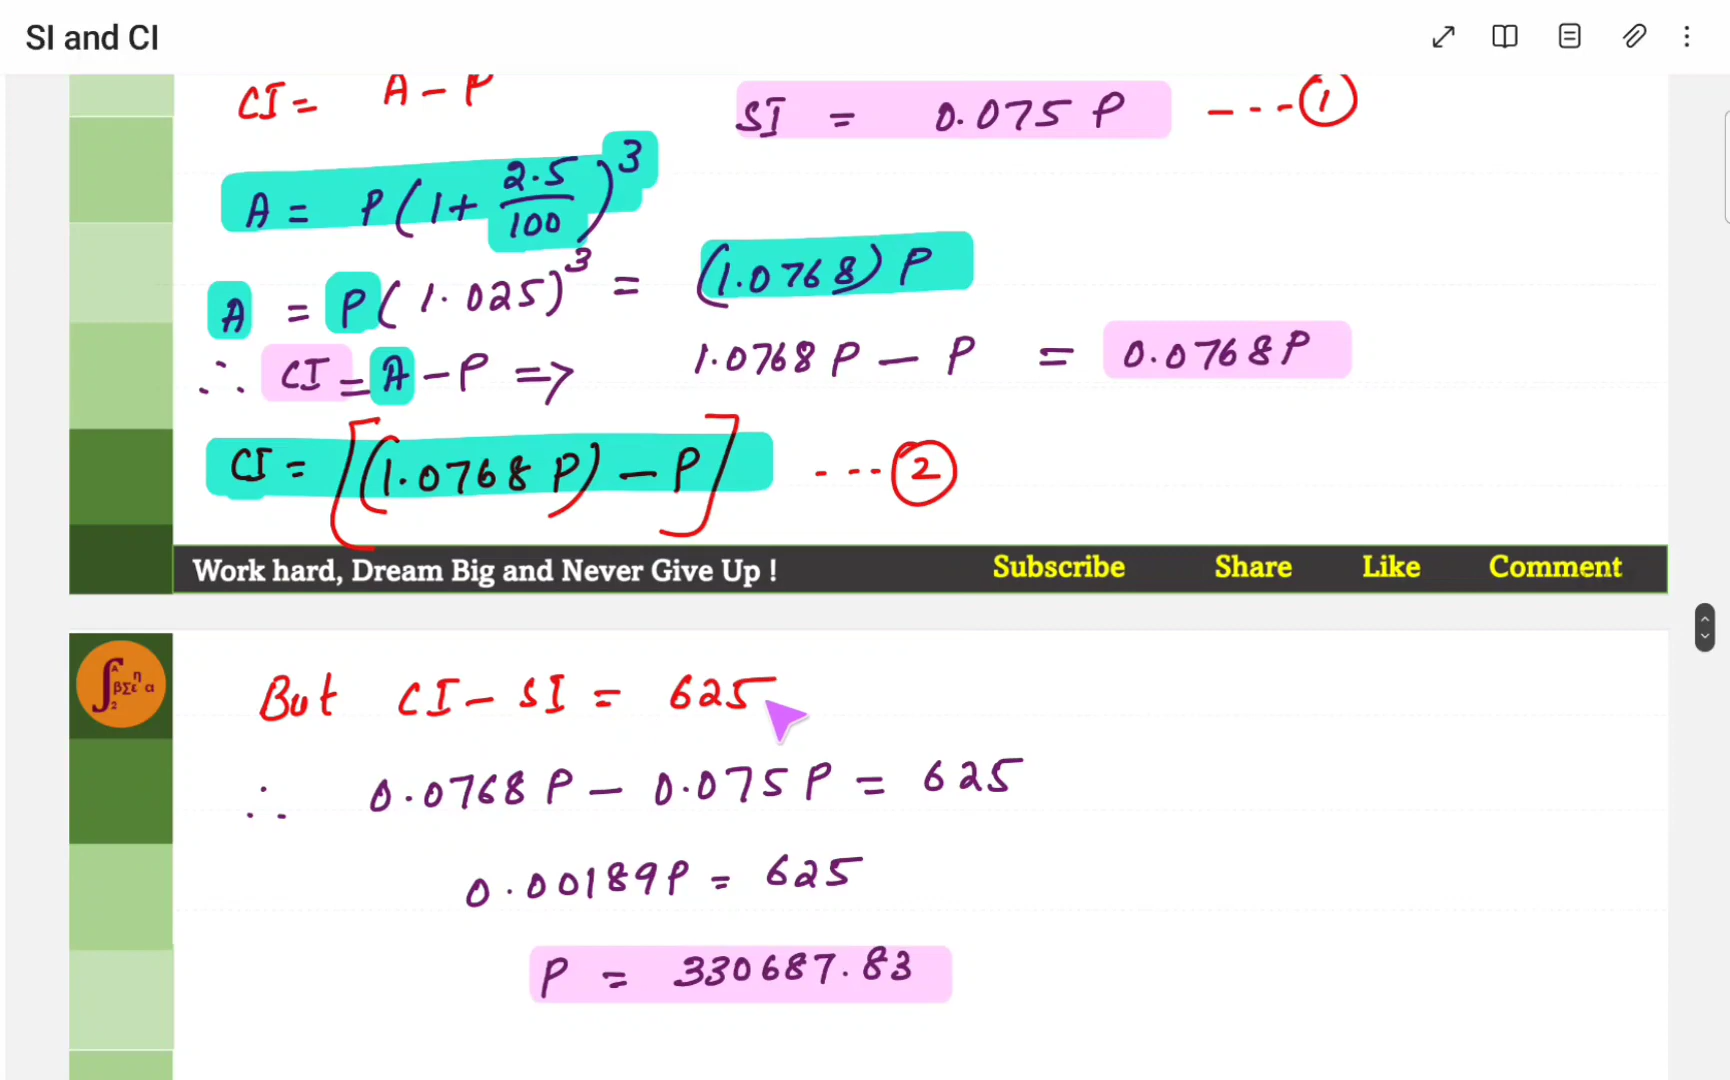 SI and CI
CI = A - P
SI = 0.075 P ---①
A = P(1+ 2.5/100)^3
A = P(1.025)^3 = (1.0768) P
∴ CI = A - P => 1.0768 P - P = 0.0768P
CI = [(1.0768 P) - P] ---②
Work hard, Dream Big and Never Give Up !
Subscribe Share Like Comment
But CI - SI = 625
∴ 0.0768 P - 0.075 P = 625
0.00189P = 625
P = 330687.83